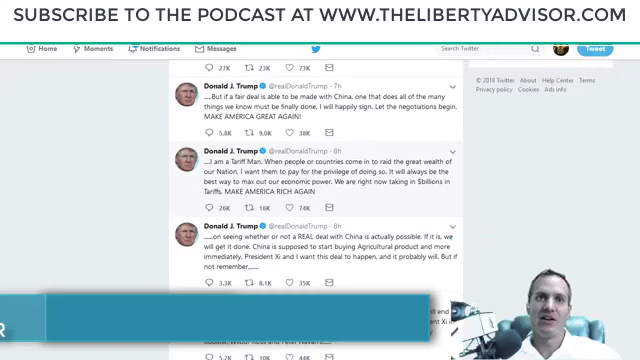 SUBSCRIBE TO THE PODCAST AT WWW.THELIBERTYADVISOR.COM
Home Moments Notifications Messages Search Twitter Tweet
27K 23K 73K
Donald J. Trump @realDonaldTrump · 7h
.....But if a fair deal is able to be made with China, one that does all of the many
things we know must be finally done, I will happily sign. Let the negotiations begin.
MAKE AMERICA GREAT AGAIN!
5.8K 9.0K 38K
Donald J. Trump @realDonaldTrump · 8h
....I am a Tariff Man. When people or countries come in to raid the great wealth of
our Nation, I want them to pay for the privilege of doing so. It will always be the
best way to max out our economic power. We are right now taking in $billions in
Tariffs. MAKE AMERICA RICH AGAIN
26K 16K 74K
Donald J. Trump @realDonaldTrump · 8h
....on seeing whether or not a REAL deal with China is actually possible. If it is, we
will get it done. China is supposed to start buying Agricultural product and more
immediately. President Xi and I want this deal to happen, and it probably will. But if
not remember......
3.3K 8.1K 35K
5.2K 10K 44K
© 2018 Twitter About Help Center Terms
Privacy policy Cookies Ads info
R